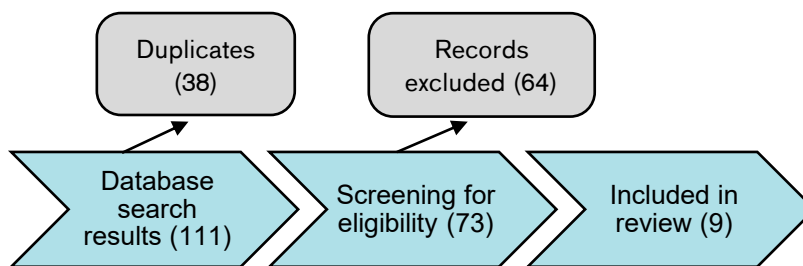 Duplicates
(38)
Records
excluded (64)
Database
search
results (111)
Screening for
eligibility (73)
Included in
review (9)